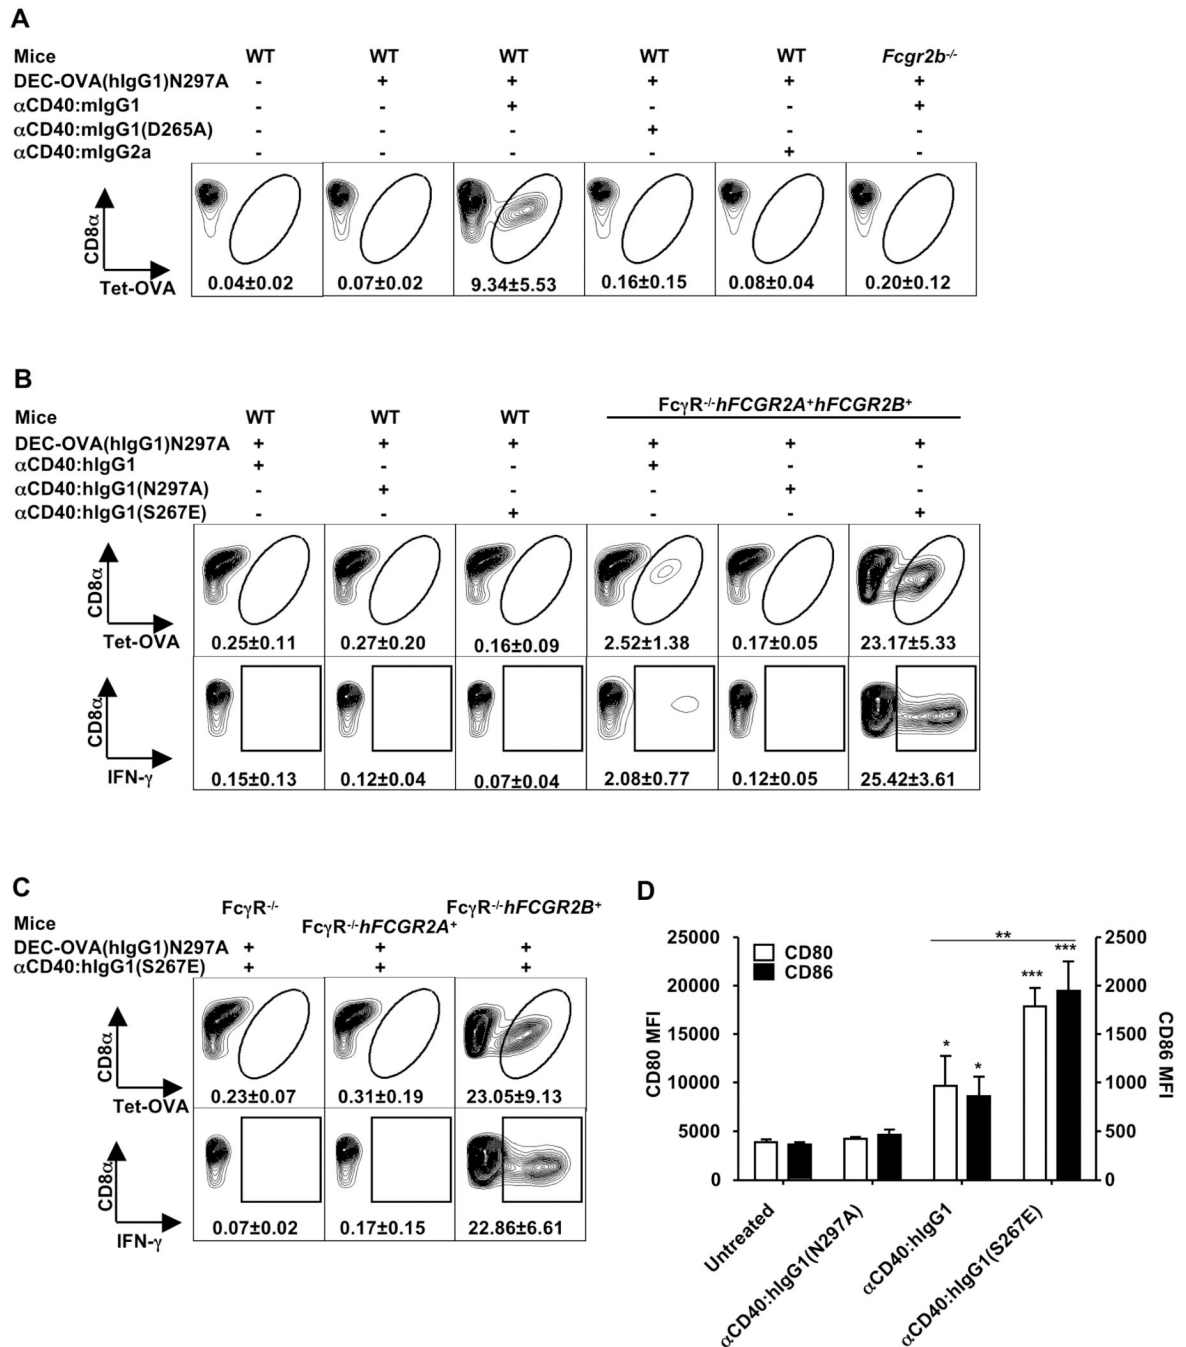 A
Mice WT WT WT WT WT Fcgr2b-/-
DEC-OVA(hIgG1)N297A - + + + + +
αCD40:mIgG1 - - + - - +
αCD40:mIgG1(D265A) - - - + - -
αCD40:mIgG2a - - - - + -
CD8α
Tet-OVA
0.04±0.02 0.07±0.02 9.34±5.53 0.16±0.15 0.08±0.04 0.20±0.12
B
FcγR-/-hFCGR2A+hFCGR2B+
Mice WT WT WT
DEC-OVA(hIgG1)N297A + + + + + +
αCD40:hIgG1 + - - + - -
αCD40:hIgG1(N297A) - + - - + -
αCD40:hIgG1(S267E) - - + - - +
CD8α
Tet-OVA
0.25±0.11 0.27±0.20 0.16±0.09 2.52±1.38 0.17±0.05 23.17±5.33
CD8α
IFN-γ
0.15±0.13 0.12±0.04 0.07±0.04 2.08±0.77 0.12±0.05 25.42±3.61
C
FcγR-/- FcγR-/-hFCGR2A+ FcγR-/-hFCGR2B+
Mice
DEC-OVA(hIgG1)N297A + + +
αCD40:hIgG1(S267E) + + +
CD8α
Tet-OVA
0.23±0.07 0.31±0.19 23.05±9.13
CD8α
IFN-γ
0.07±0.02 0.17±0.15 22.86±6.61
D
CD80
CD86
CD80 MFI
25000
20000
15000
10000
5000
0
**
* * *** ***
2500
2000
1500
1000
500
0
CD86 MFI
Untreated
αCD40:hIgG1(N297A)
αCD40:hIgG1
αCD40:hIgG1(S267E)